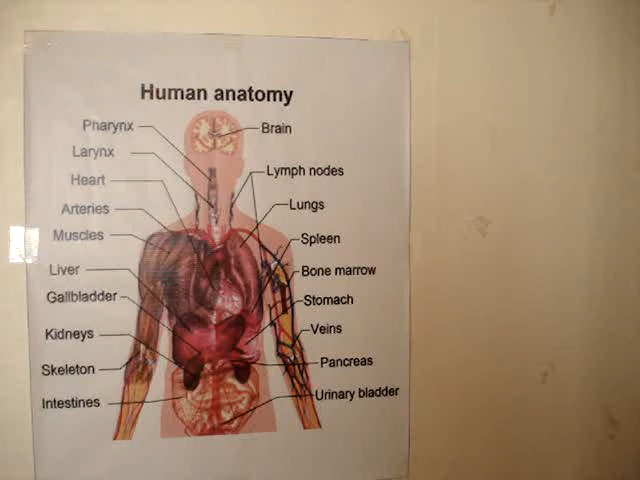 Human anatomy
Pharynx
Larynx
Heart
Arteries
Muscles
Liver
Gallbladder
Kidneys
Skeleton
Intestines
Brain
Lymph nodes
Lungs
Spleen
Bone marrow
Stomach
Veins
Pancreas
Urinary bladder